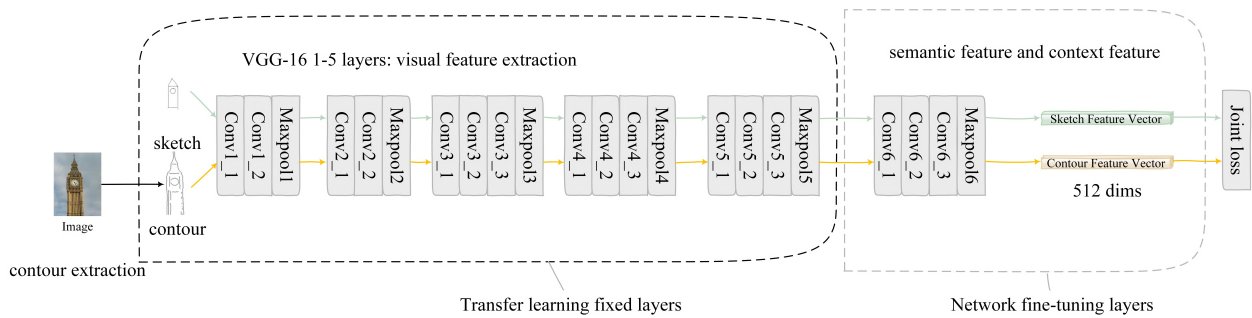 VGG-16 1-5 layers: visual feature extraction
semantic feature and context feature
sketch
Image
contour
contour extraction
Conv1_1
Conv1_2
Maxpool1
Conv2_1
Conv2_2
Maxpool2
Conv3_1
Conv3_2
Conv3_3
Maxpool3
Conv4_1
Conv4_2
Conv4_3
Maxpool4
Conv5_1
Conv5_2
Conv5_3
Maxpool5
Conv6_1
Conv6_2
Conv6_3
Maxpool6
Sketch Feature Vector
Contour Feature Vector
512 dims
Joint loss
Transfer learning fixed layers
Network fine-tuning layers